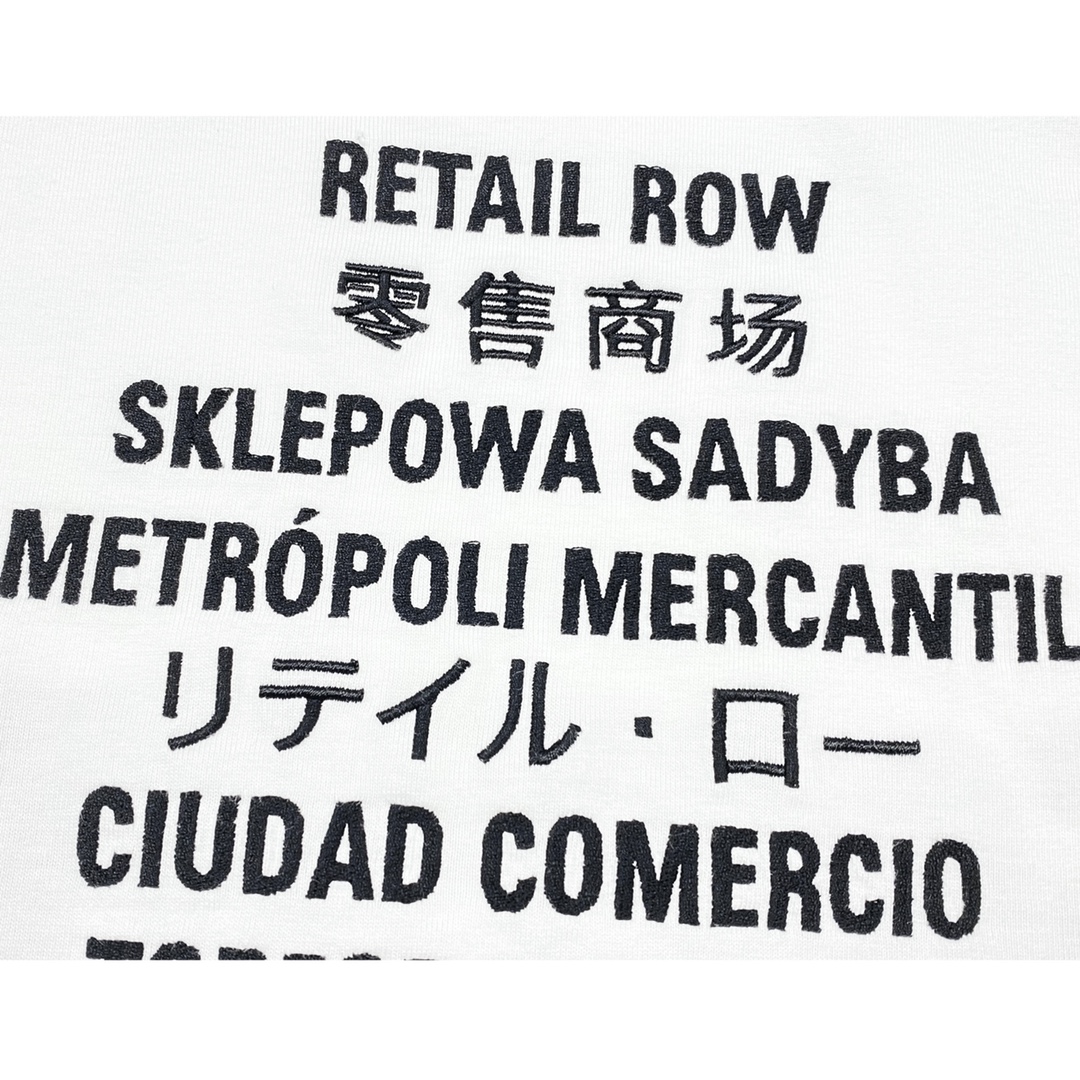 RETAIL ROW
零售商场
SKLEPOWA SADYBA
METRÓPOLI MERCANTIL
リテイル・ロー
CIUDAD COMERCIO